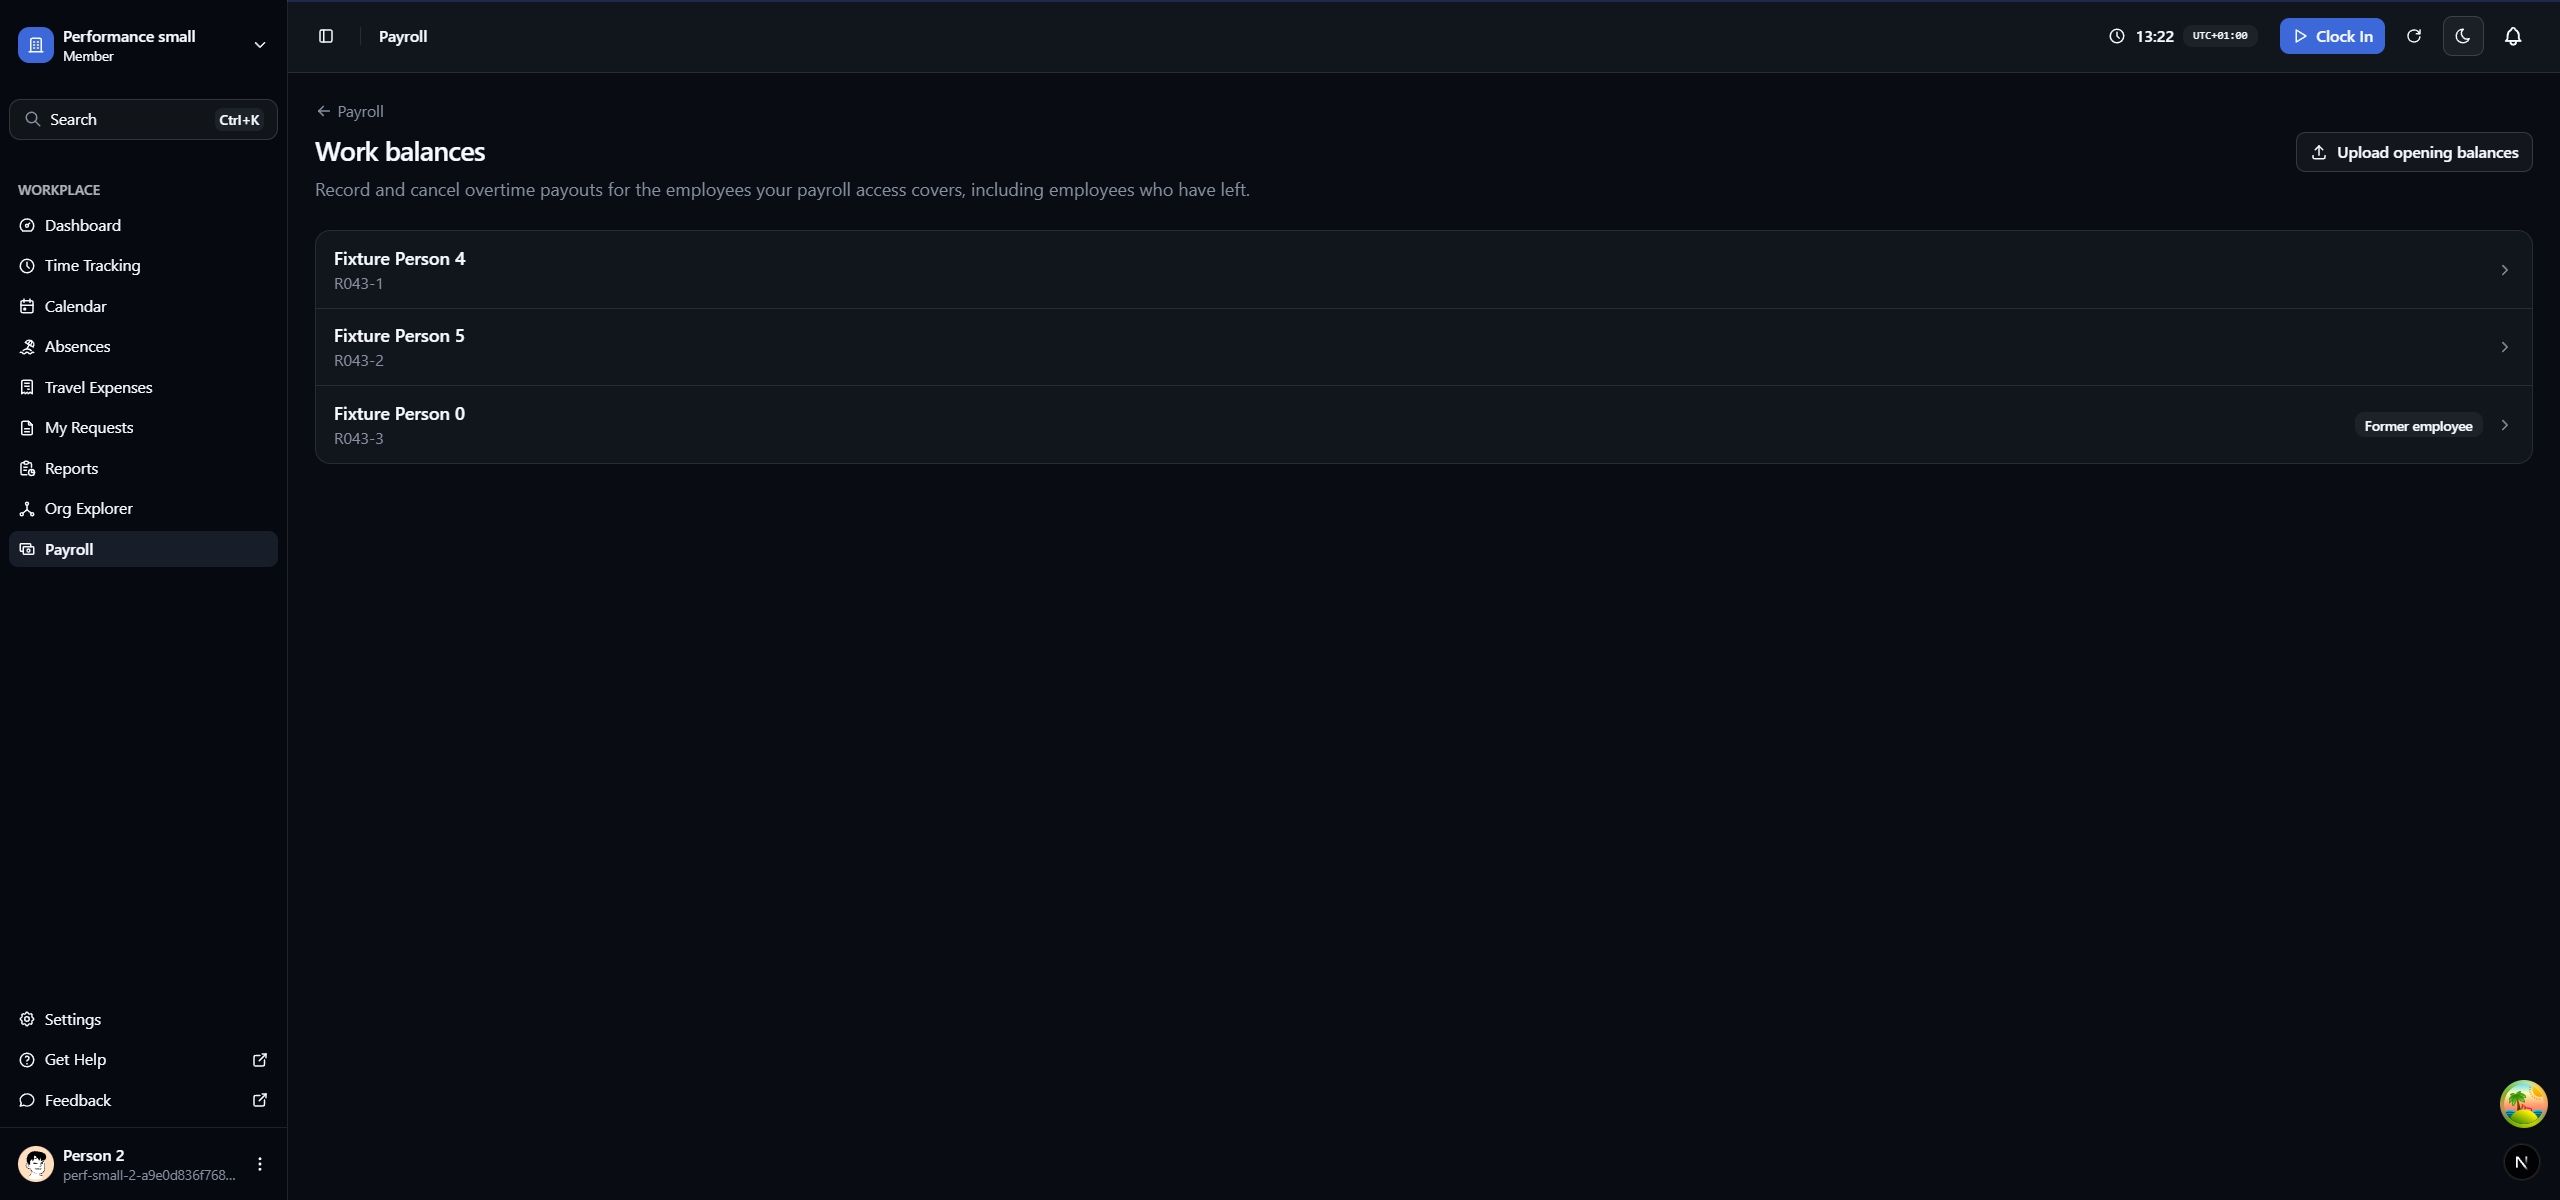 Performance small
Member
Search
Ctrl+K
WORKPLACE
Dashboard
Time Tracking
Calendar
Absences
Travel Expenses
My Requests
Reports
Org Explorer
Payroll
Settings
Get Help
Feedback
Person 2
perf-small-2-a9e0d836f768...
Payroll
13:22
UTC+01:00
Clock In
Payroll
Work balances
Upload opening balances
Record and cancel overtime payouts for the employees your payroll access covers, including employees who have left.
Fixture Person 4
R043-1
Fixture Person 5
R043-2
Fixture Person 0
R043-3
Former employee
N